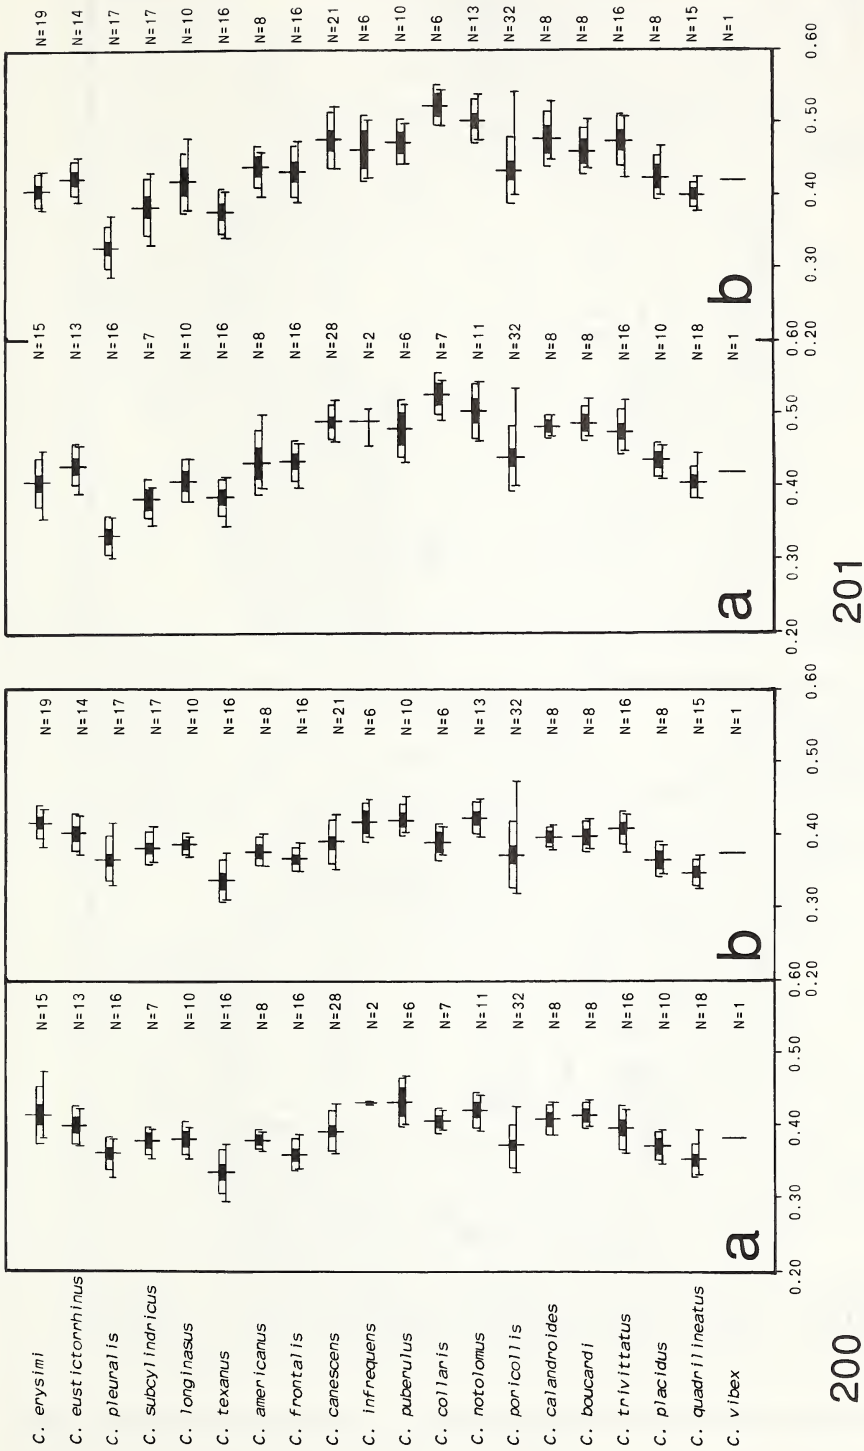 C. erysimi N=15 N=19 N=15 N=19
C. eustictorrhinus N=13 N=14 N=13 N=14
C. pleuralis N=16 N=17 N=16 N=17
C. subcylindricus N=7 N=17 N=7 N=17
C. longinasus N=10 N=10 N=10 N=10
C. texanus N=16 N=16 N=16 N=16
C. americanus N=8 N=8 N=8 N=8
C. frontalis N=16 N=16 N=16 N=16
C. canescens N=28 N=21 N=28 N=21
C. infrequens N=2 N=6 N=2 N=6
C. puberulus N=6 N=10 N=6 N=10
C. collaris N=7 N=6 N=7 N=6
C. notolomus N=11 N=13 N=11 N=13
C. poricollis N=32 N=32 N=32 N=32
C. calandroides N=8 N=8 N=8 N=8
C. boucardi N=8 N=8 N=8 N=8
C. trivittatus N=16 N=16 N=16 N=16
C. placidus N=10 N=8 N=10 N=8
C. quadrilineatus N=18 N=15 N=18 N=15
C. vibex N=1 N=1 N=1 N=1
a b a b
0.20 0.30 0.40 0.50 0.60 0.20 0.30 0.40 0.50 0.60
0.20 0.30 0.40 0.50 0.60 0.20 0.30 0.40 0.50 0.60
200 201